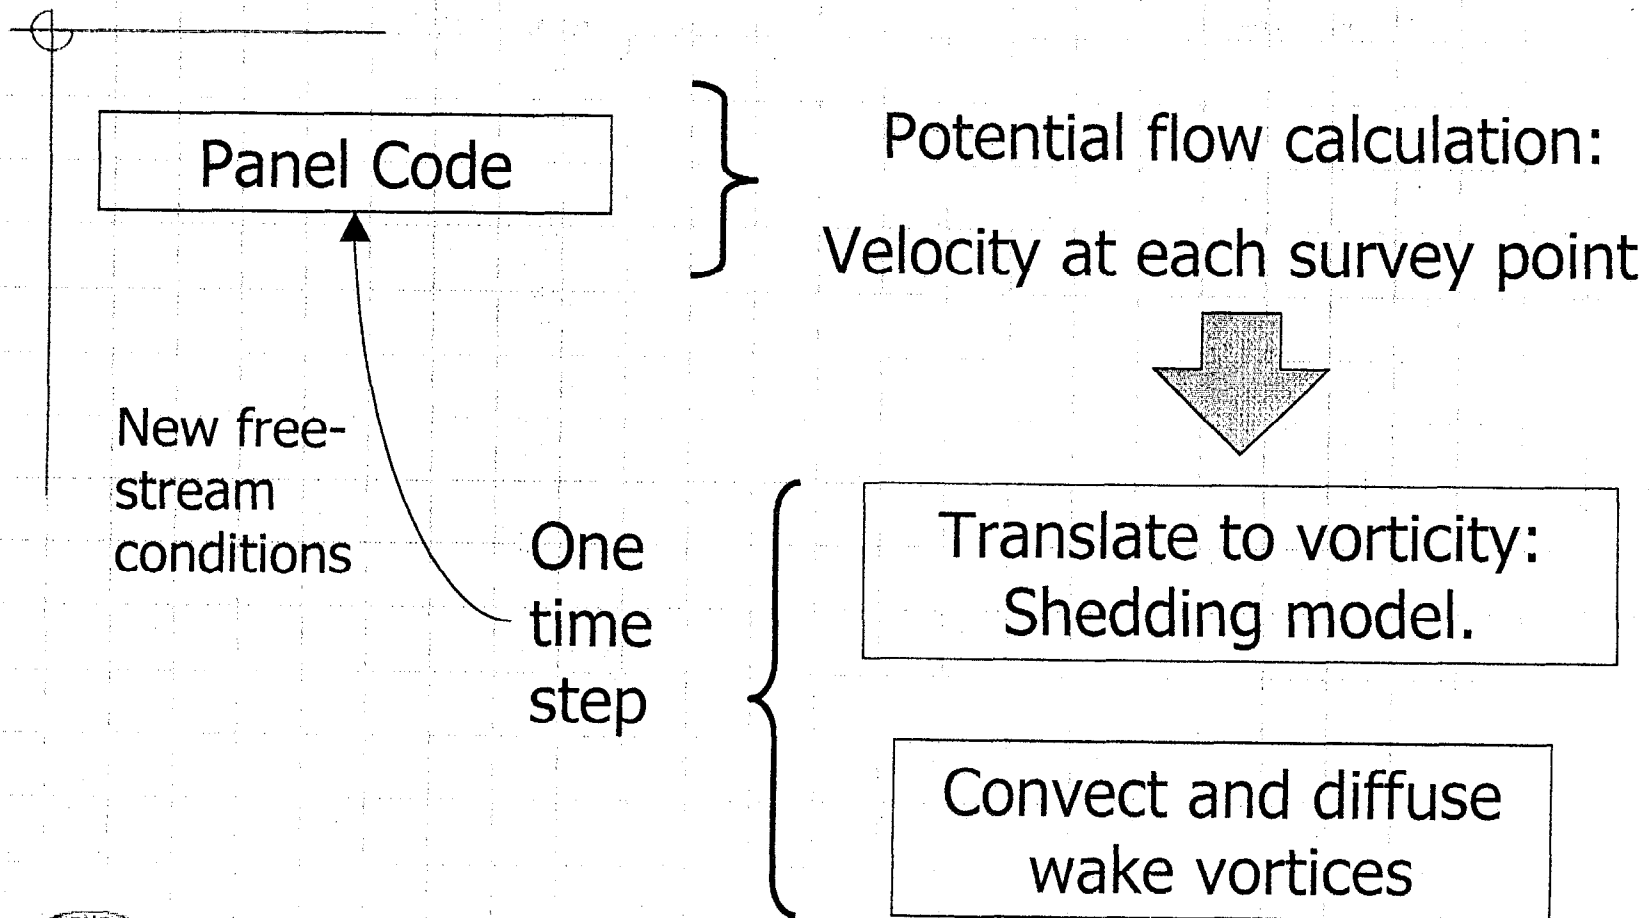 Panel Code
Potential flow calculation:
Velocity at each survey point
New free-
stream
conditions
One
time
step
Translate to vorticity:
Shedding model.
Convect and diffuse
wake vortices